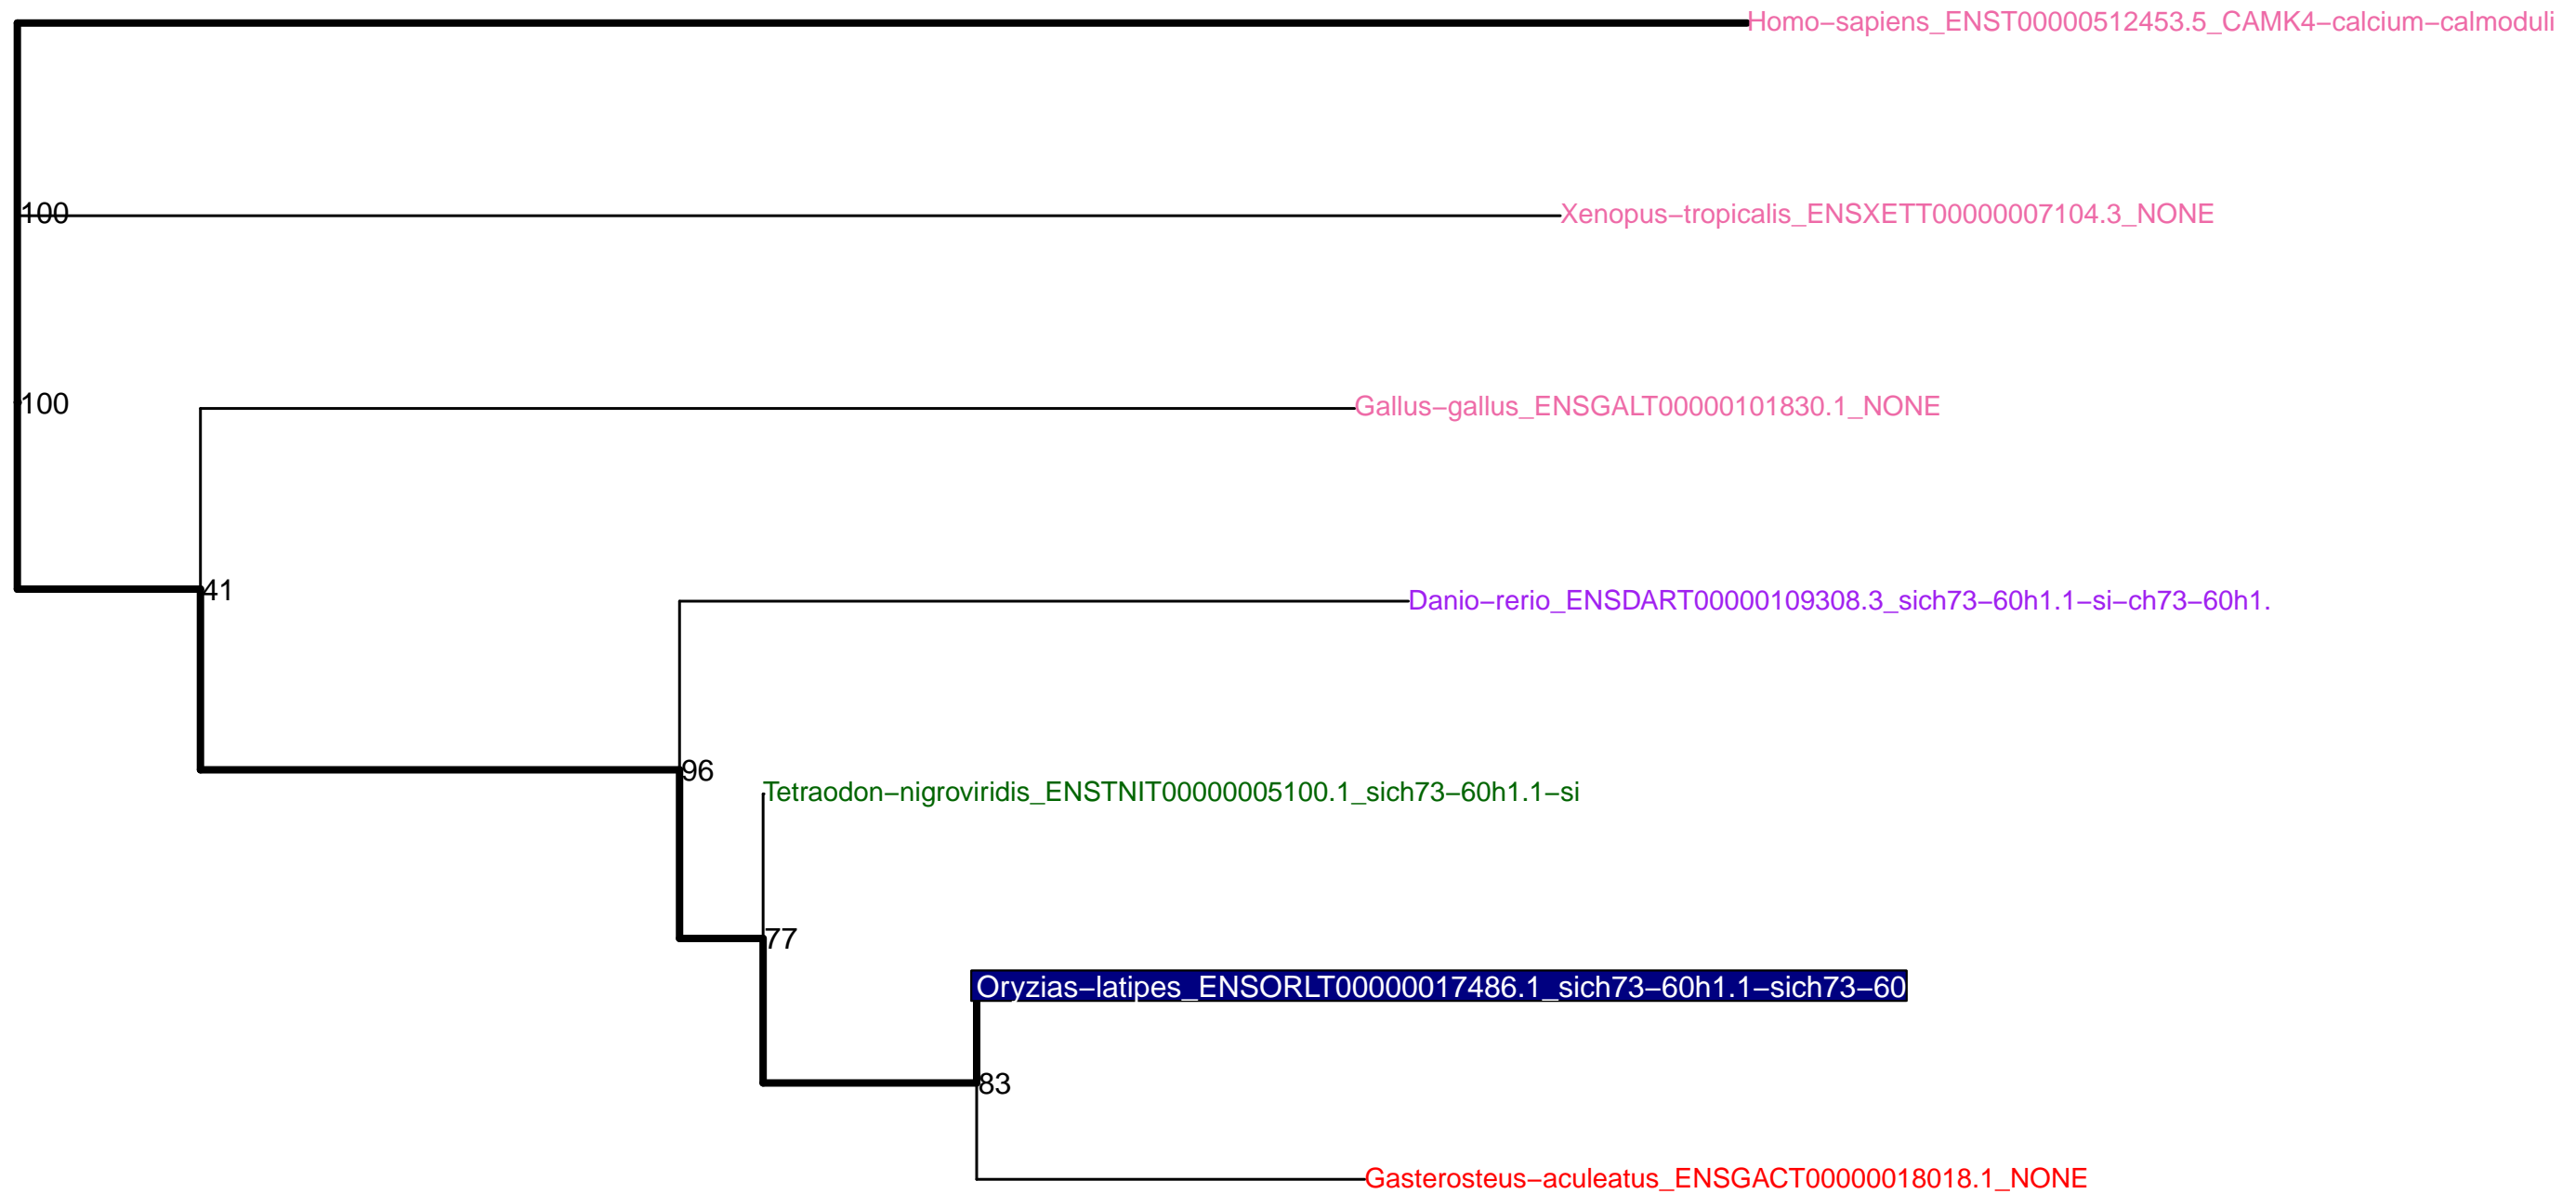 Homo−sapiens_ENST00000512453.5_CAMK4−calcium−calmoduli
100
Xenopus−tropicalis_ENSXETT00000007104.3_NONE
100
Gallus−gallus_ENSGALT00000101830.1_NONE
41
Danio−rerio_ENSDART00000109308.3_sich73−60h1.1−si−ch73−60h1.
96
Tetraodon−nigroviridis_ENSTNIT00000005100.1_sich73−60h1.1−si
77
Oryzias−latipes_ENSORLT00000017486.1_sich73−60h1.1−sich73−60
83
Gasterosteus−aculeatus_ENSGACT00000018018.1_NONE